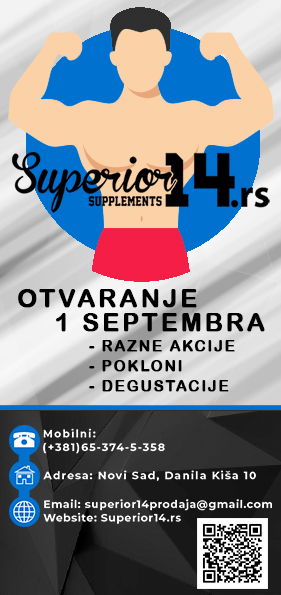 Superior14.rs
SUPPLEMENTS
OTVARANJE
1 SEPTEMBRA
- RAZNE AKCIJE
- POKLONI
- DEGUSTACIJE
Mobilni:
(+381)65-374-5-358
Adresa: Novi Sad, Danila Kiša 10
Email: superior14prodaja@gmail.com
Website: Superior14.rs